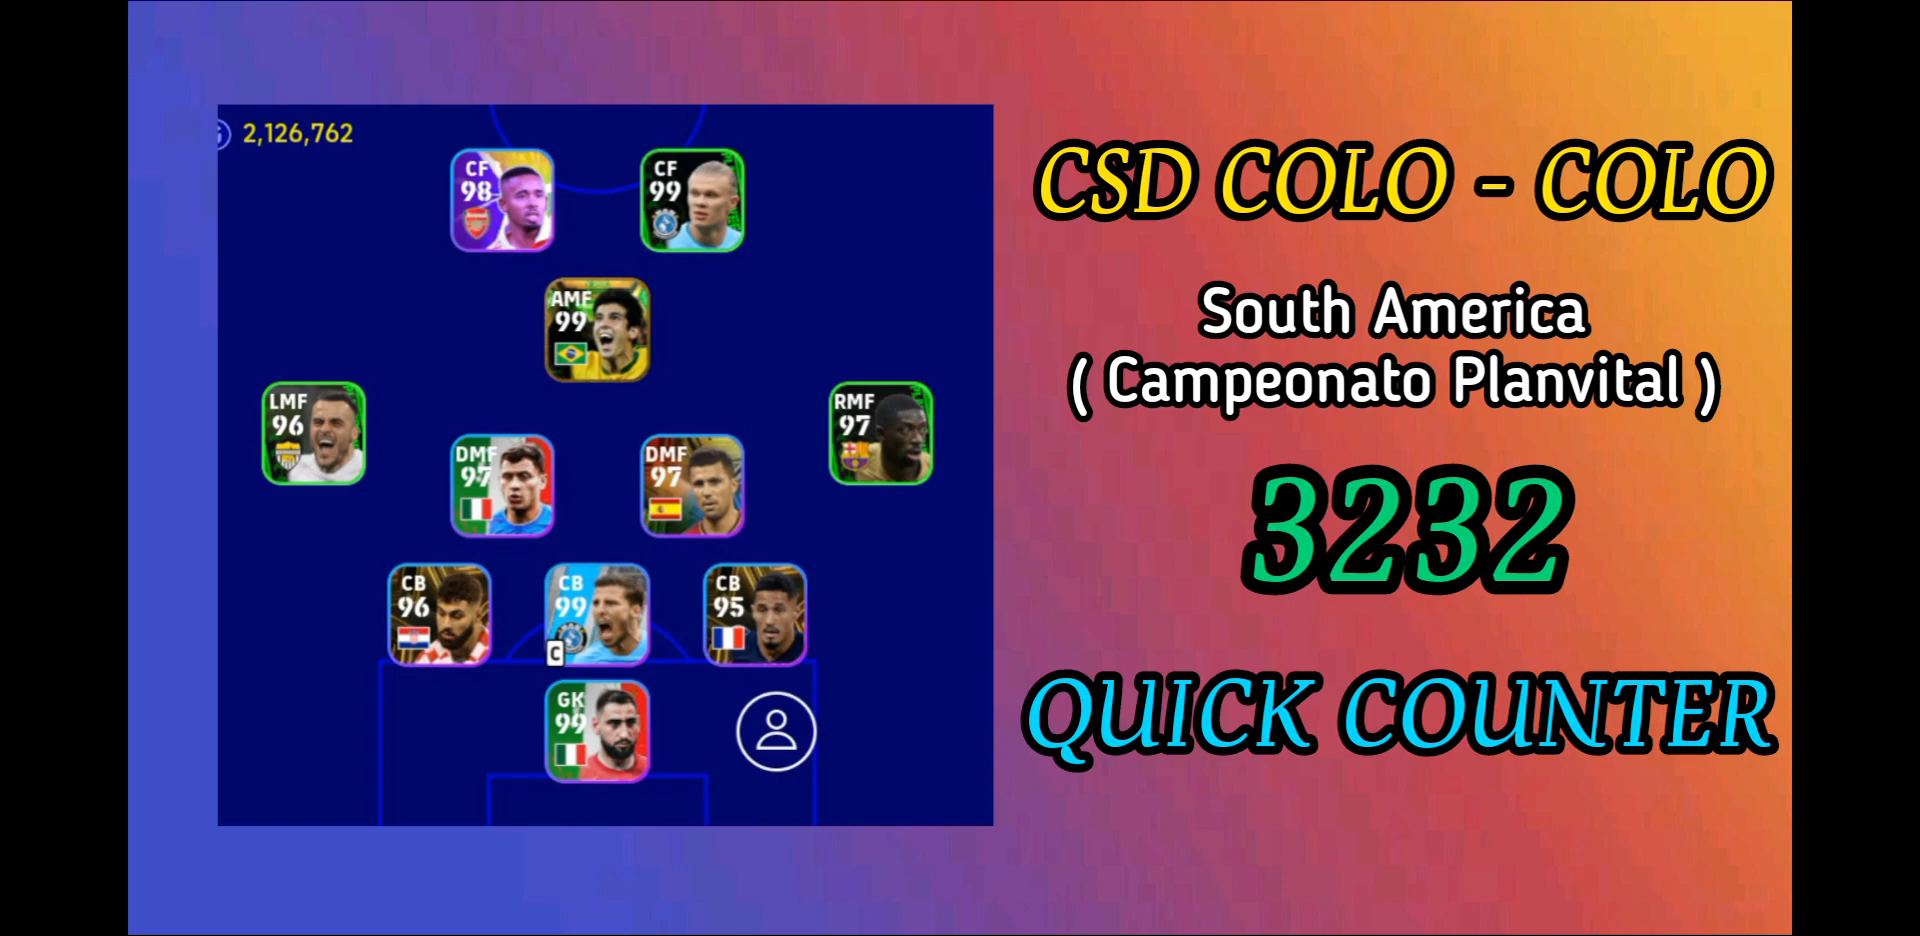 2,126,762
CF
98
CF
99
AMF
99
LMF
96
RMF
97
DMF
97
DMF
97
CB
96
CB
99
C
CB
95
GK
99
CSD COLO - COLO
South America
( Campeonato Planvital )
3232
QUICK COUNTER